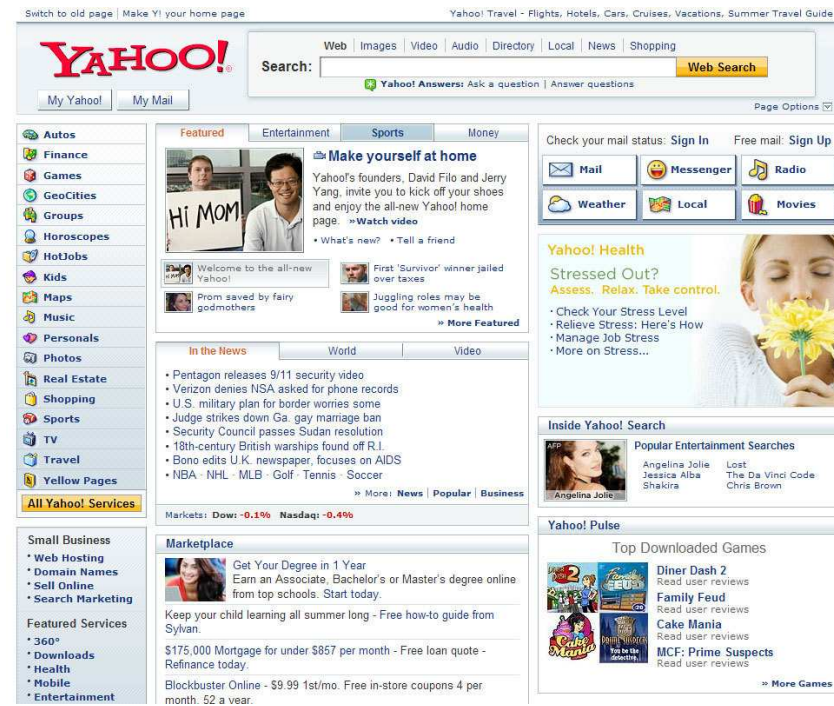 Switch to old page | Make Y! your home page
Yahoo! Travel - Flights, Hotels, Cars, Cruises, Vacations, Summer Travel Guide
YAHOO!
Web | Images | Video | Audio | Directory | Local | News | Shopping
Search:
Web Search
Yahoo! Answers: Ask a question | Answer questions
My Yahoo!
My Mail
Page Options
Autos
Finance
Games
GeoCities
Groups
Horoscopes
HotJobs
Kids
Maps
Music
Personals
Photos
Real Estate
Shopping
Sports
TV
Travel
Yellow Pages
All Yahoo! Services
Small Business
• Web Hosting
• Domain Names
• Sell Online
• Search Marketing
Featured Services
• 360°
• Downloads
• Health
• Mobile
• Entertainment
Featured
Entertainment
Sports
Money
Hi MOM!
Make yourself at home
Yahoo!'s founders, David Filo and Jerry
Yang, invite you to kick off your shoes
and enjoy the all-new Yahoo! home
page. » Watch video
• What's new? • Tell a friend
Welcome to the all-new
Yahoo!
First 'Survivor' winner jailed
over taxes
Prom saved by fairy
godmothers
Juggling roles may be
good for women's health
» More Featured
In the News
World
Video
• Pentagon releases 9/11 security video
• Verizon denies NSA asked for phone records
• U.S. military plan for border worries some
• Judge strikes down Ga. gay marriage ban
• Security Council passes Sudan resolution
• 18th-century British warships found off R.I.
• Bono edits U.K. newspaper, focuses on AIDS
• NBA · NHL · MLB · Golf · Tennis · Soccer
» More: News | Popular | Business
Markets: Dow: -0.1% Nasdaq: -0.4%
Marketplace
Get Your Degree in 1 Year
Earn an Associate, Bachelor's or Master's degree online
from top schools. Start today.
Keep your child learning all summer long - Free how-to guide from
Sylvan.
$175,000 Mortgage for under $857 per month - Free loan quote -
Refinance today.
Blockbuster Online - $9.99 1st/mo. Free in-store coupons 4 per
month, 52 a year.
Check your mail status: Sign In
Free mail: Sign Up
Mail
Messenger
Radio
Weather
Local
Movies
Yahoo! Health
Stressed Out?
Assess. Relax. Take control.
· Check Your Stress Level
· Relieve Stress: Here's How
· Manage Job Stress
· More on Stress...
Inside Yahoo! Search
AFP
Angelina Jolie
Popular Entertainment Searches
Angelina Jolie
Jessica Alba
Shakira
Lost
The Da Vinci Code
Chris Brown
Yahoo! Pulse
Top Downloaded Games
Diner Dash 2
Read user reviews
Family Feud
Read user reviews
Cake Mania
Read user reviews
MCF: Prime Suspects
Read user reviews
Family Feud
Cake Mania
You be the
detective.
» More Games